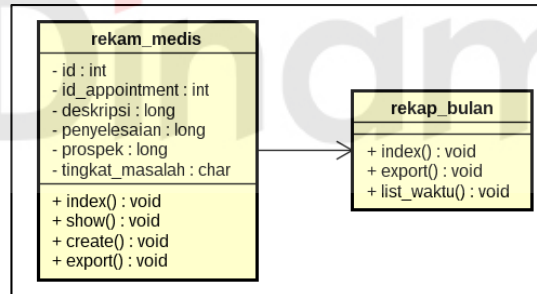 rekam_medis
- id : int
- id_appointment : int
- deskripsi : long
- penyelesaian : long
- prospek : long
- tingkat_masalah : char
+ index() : void
+ show() : void
+ create() : void
+ export() : void
rekap_bulan
+ index() : void
+ export() : void
+ list_waktu() : void